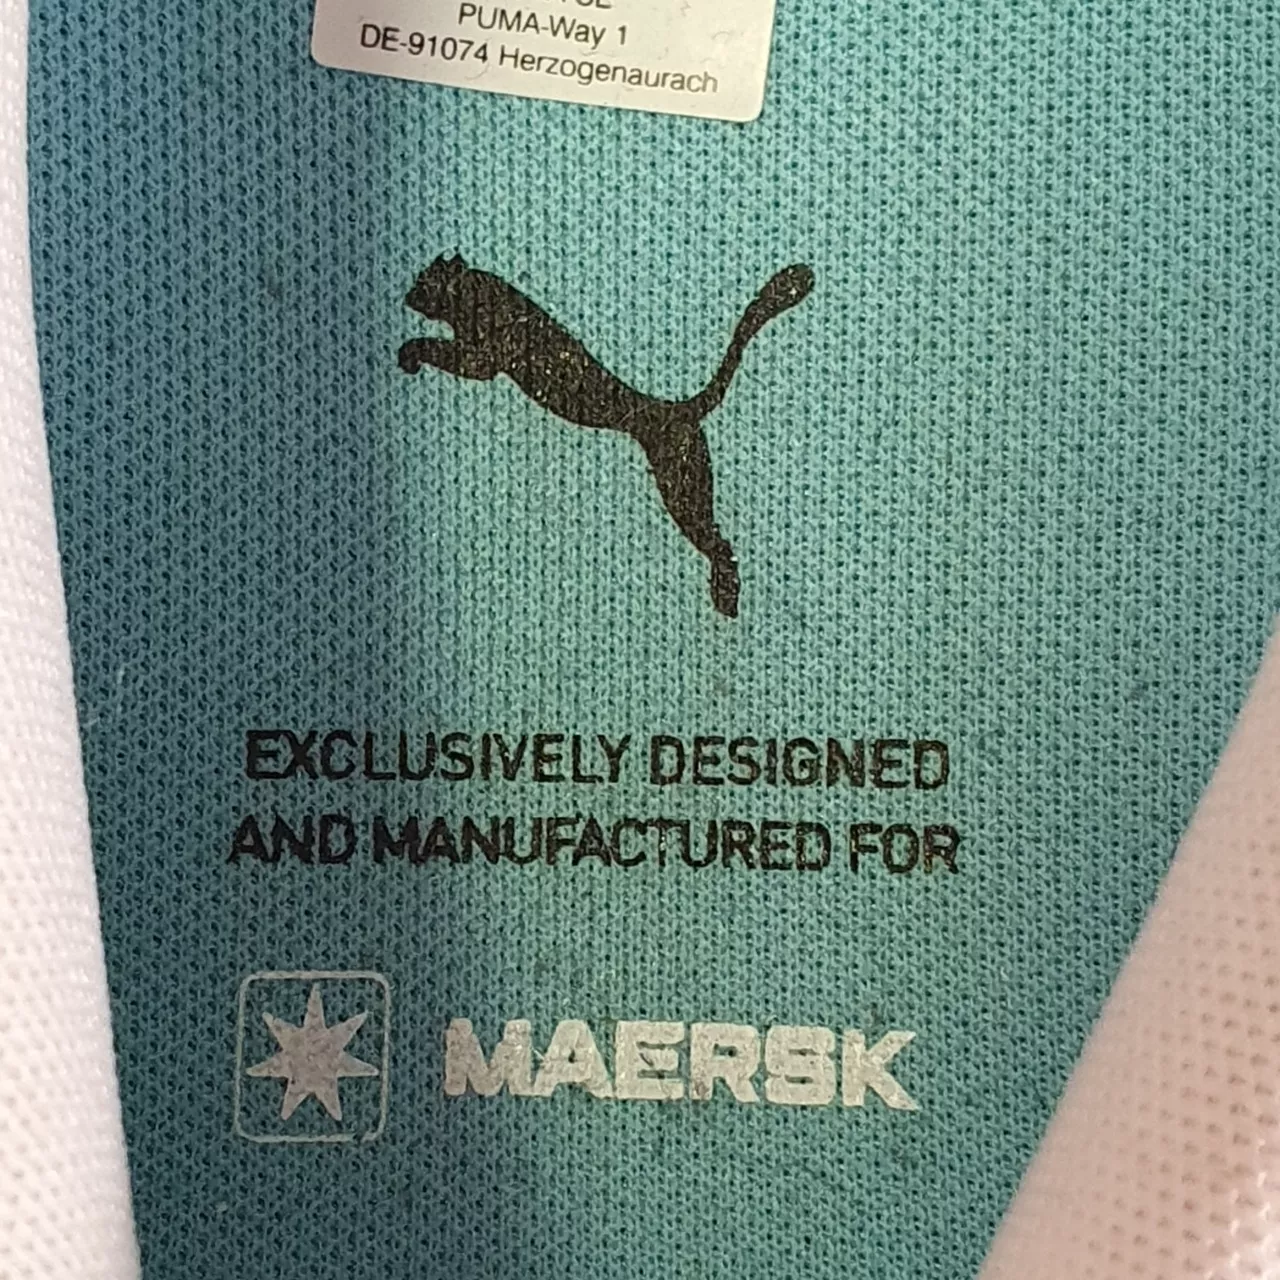 PUMA-Way 1
DE-91074 Herzogenaurach
EXCLUSIVELY DESIGNED
AND MANUFACTURED FOR
MAERSK